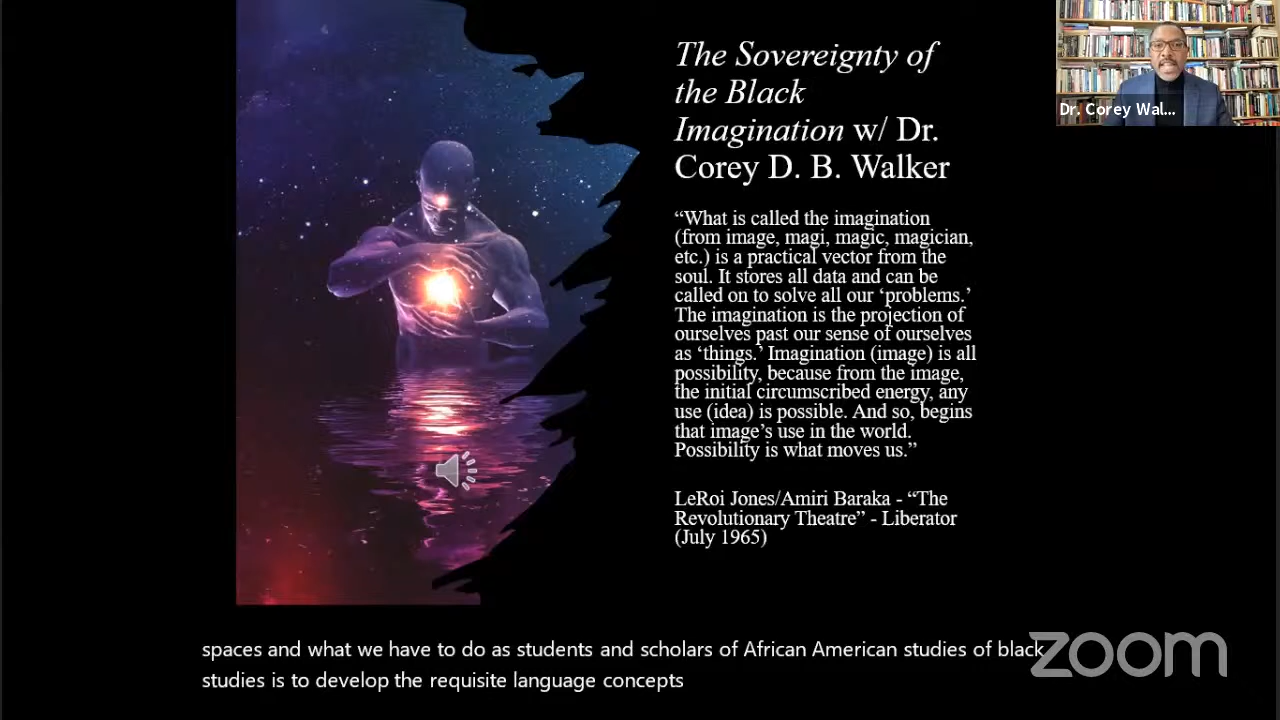 The Sovereignty of
the Black
Imagination w/ Dr.
Corey D. B. Walker
“What is called the imagination
(from image, magi, magic, magician,
etc.) is a practical vector from the
soul. It stores all data and can be
called on to solve all our ‘problems.’
The imagination is the projection of
ourselves past our sense of ourselves
as ‘things.’ Imagination (image) is all
possibility, because from the image,
the initial circumscribed energy, any
use (idea) is possible. And so, begins
that image’s use in the world.
Possibility is what moves us.”
LeRoi Jones/Amiri Baraka - “The
Revolutionary Theatre” - Liberator
(July 1965)
Dr. Corey Wal...
spaces and what we have to do as students and scholars of African American studies of black
studies is to develop the requisite language concepts
zoom